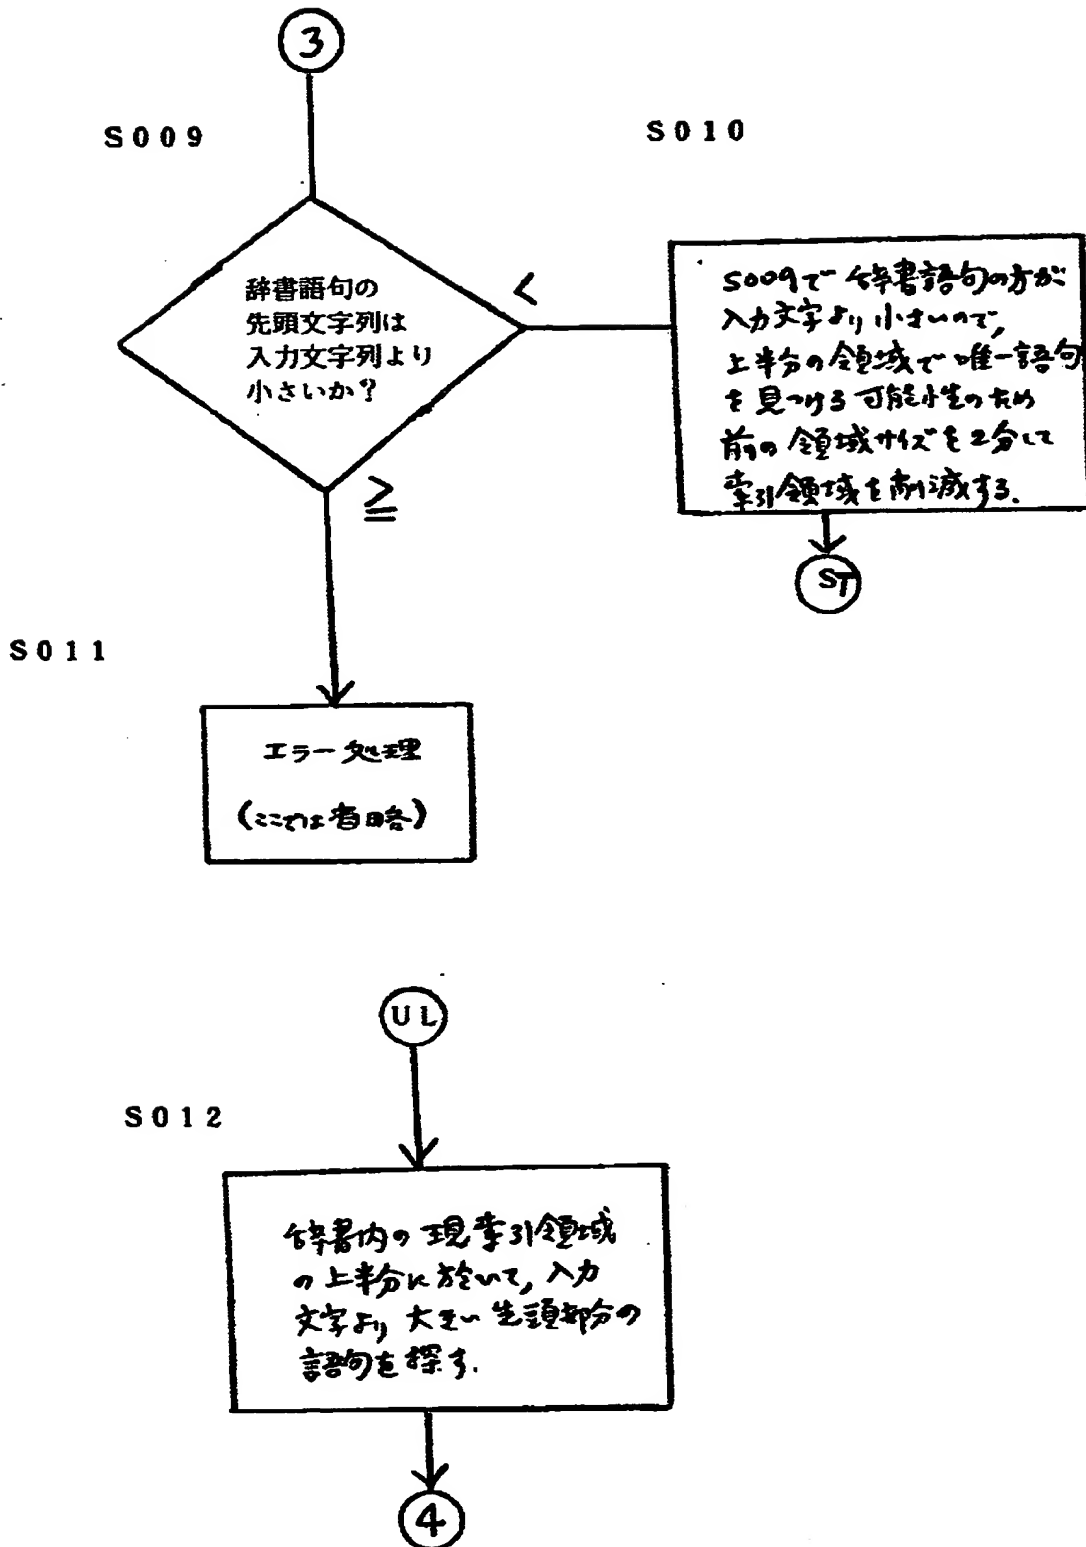 3
S009
S010
辞書語句の
先頭文字列は
入力文字列より
小さいか?
<
≧
S009で辞書語句の方が
入力文字より小さいので,
上半分の領域で唯一語句
を見つける可能性のため
前の領域サイズを2分して
索引領域を削減する.
ST
S011
エラー処理
(ここでは省略)
UL
S012
辞書内の現索引領域
の上半分に於いて,入力
文字より大きい先頭部分の
語句を探す.
4